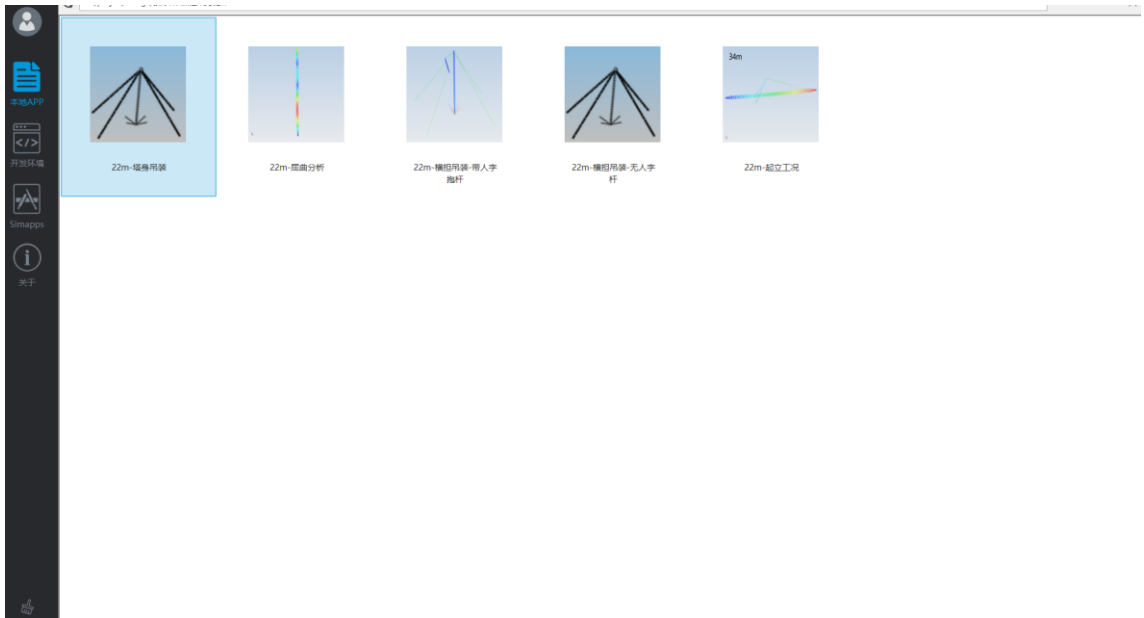 本地APP
开发环境
Simapps
关于
22m-塔身吊装
22m-屈曲分析
22m-横担吊装-带人字
抱杆
22m-横担吊装-无人字
杆
34m
22m-起立工况